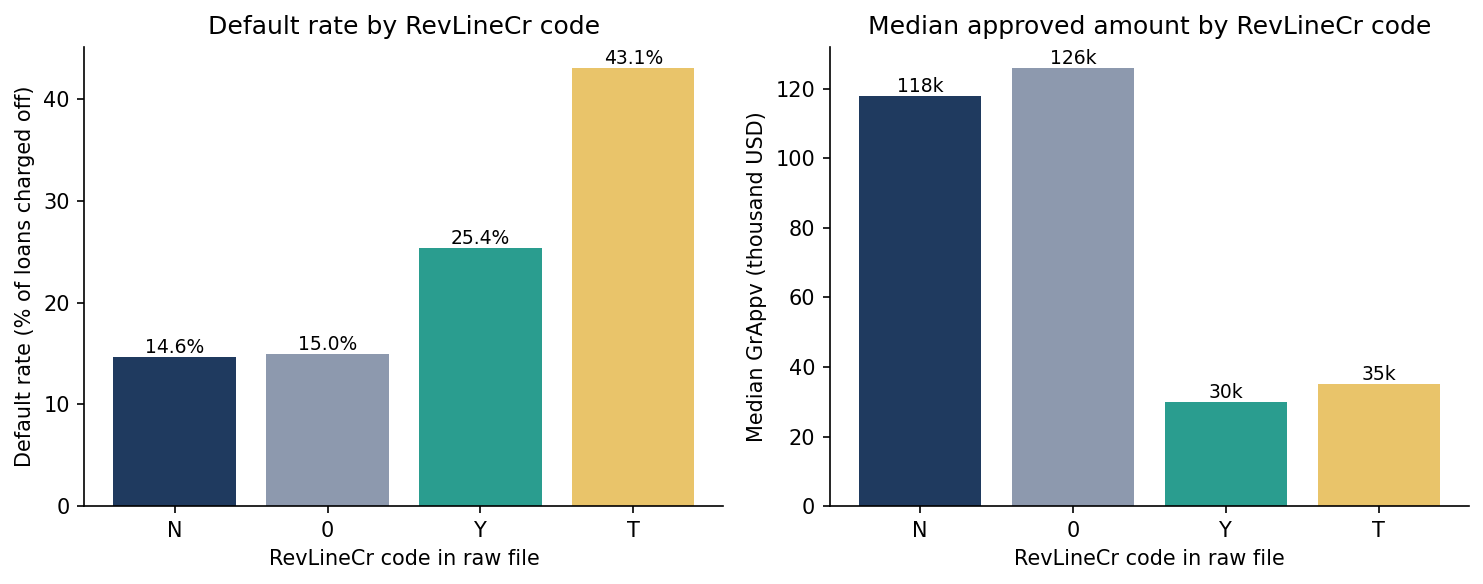 Default rate by RevLineCr code
Default rate (% of loans charged off)
40
30
20
10
0
14.6%
15.0%
25.4%
43.1%
N
0
Y
T
RevLineCr code in raw file
Median approved amount by RevLineCr code
Median GrAppv (thousand USD)
120
100
80
60
40
20
0
118k
126k
30k
35k
N
0
Y
T
RevLineCr code in raw file